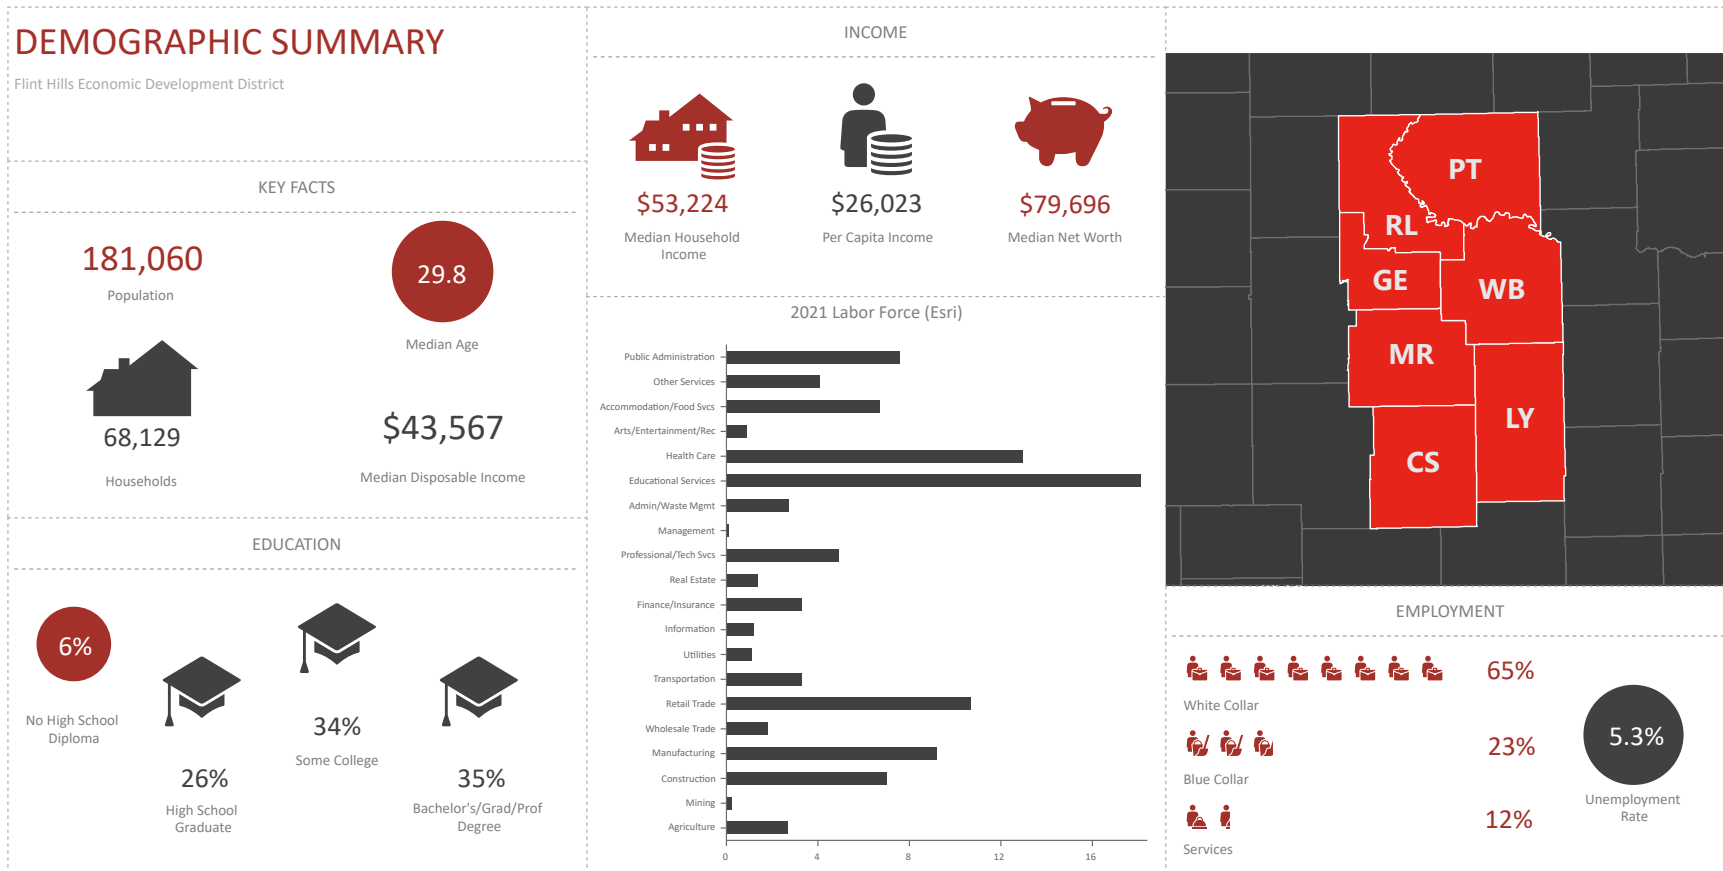 DEMOGRAPHIC SUMMARY
Flint Hills Economic Development District
KEY FACTS
181,060
Population
29.8
Median Age
68,129
Households
$43,567
Median Disposable Income
EDUCATION
6%
No High School
Diploma
26%
High School
Graduate
34%
Some College
35%
Bachelor's/Grad/Prof
Degree
INCOME
$53,224
Median Household
Income
$26,023
Per Capita Income
$79,696
Median Net Worth
2021 Labor Force (Esri)
Public Administration
Other Services
Accommodation/Food Svcs
Arts/Entertainment/Rec
Health Care
Educational Services
Admin/Waste Mgmt
Management
Professional/Tech Svcs
Real Estate
Finance/Insurance
Information
Utilities
Transportation
Retail Trade
Wholesale Trade
Manufacturing
Construction
Mining
Agriculture
0 4 8 12 16
PT
RL
GE
WB
MR
LY
CS
EMPLOYMENT
65%
White Collar
23%
Blue Collar
12%
Services
5.3%
Unemployment
Rate